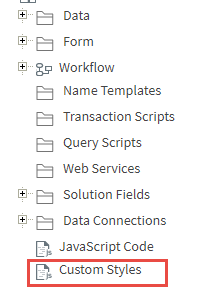 Data
Form
Workflow
Name Templates
Transaction Scripts
Query Scripts
Web Services
Solution Fields
Data Connections
JavaScript Code
Custom Styles